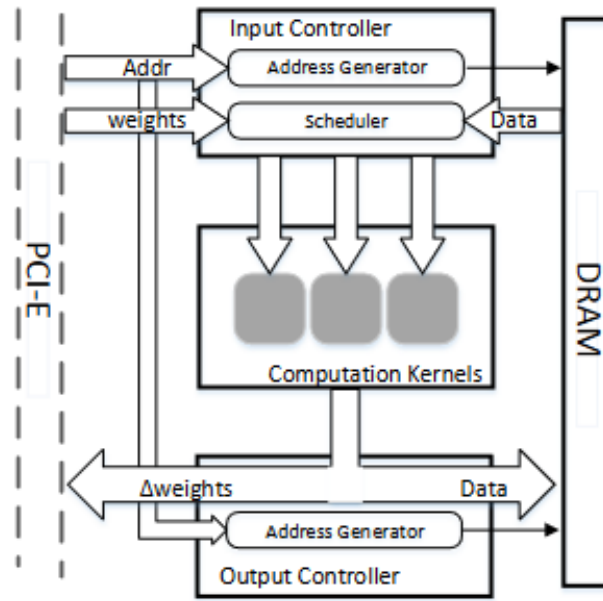 Input Controller
Addr
Address Generator
weights
Scheduler
Data
PCI-E
DRAM
Computation Kernels
Δweights
Data
Address Generator
Output Controller